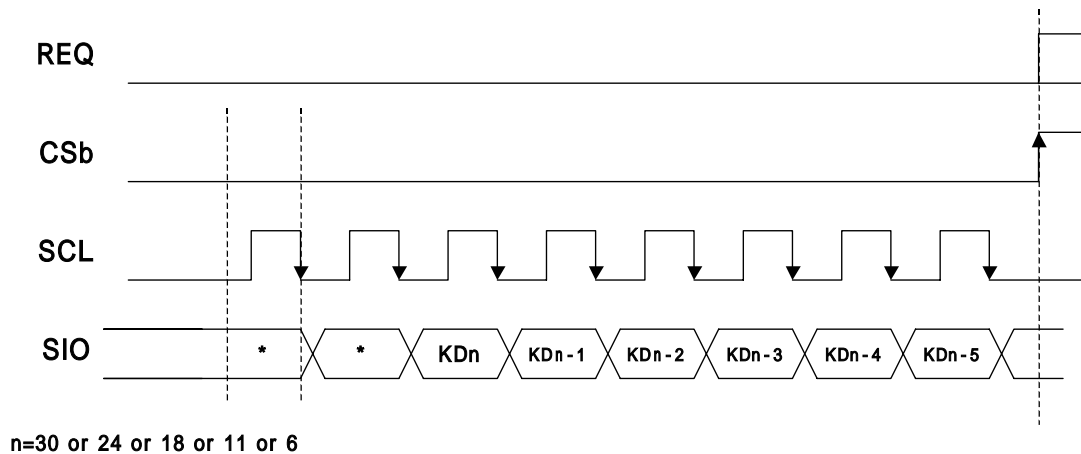 REQ
CSb
SCL
SIO * * KDn KDn-1 KDn-2 KDn-3 KDn-4 KDn-5
n=30 or 24 or 18 or 11 or 6